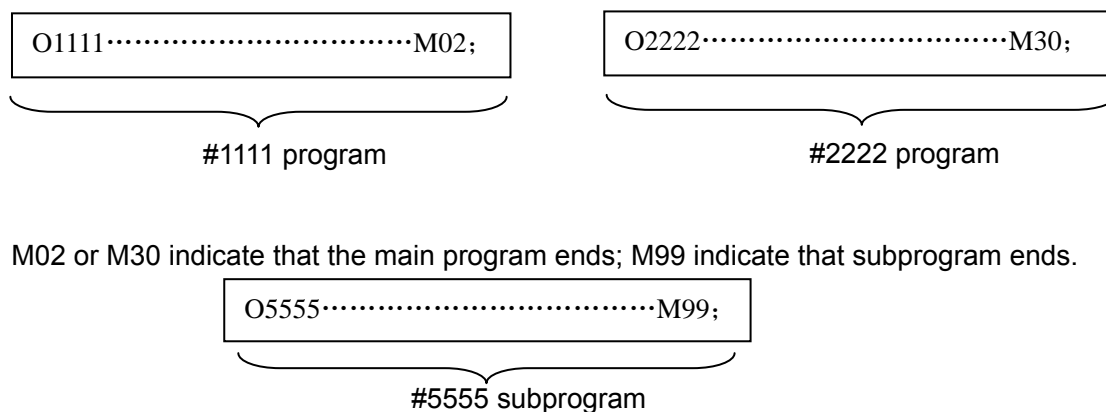 O1111·································M02;
O2222·································M30;
#1111 program
#2222 program
M02 or M30 indicate that the main program ends; M99 indicate that subprogram ends.
O5555····································M99;
#5555 subprogram